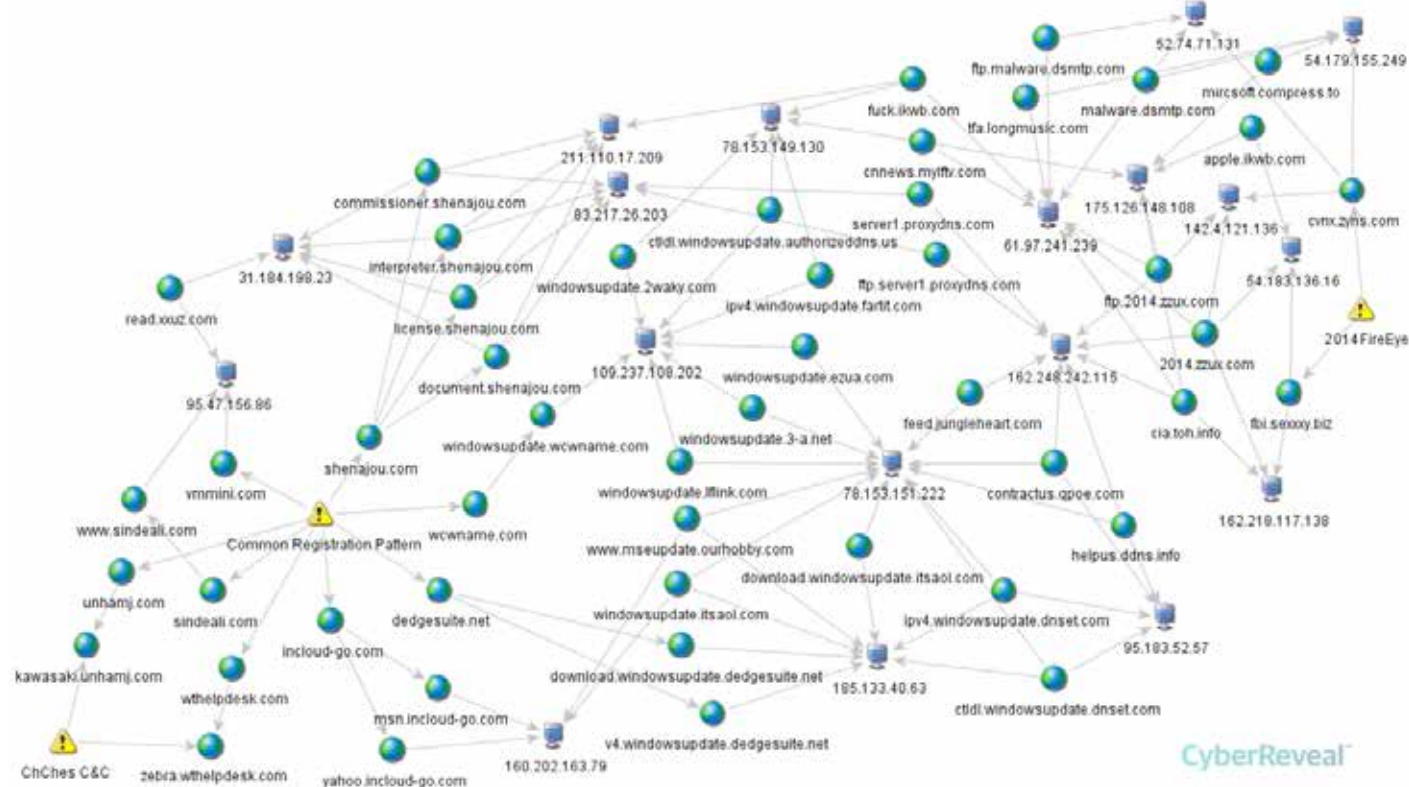 52.74.71.131
54.179.155.249
ftp.malware.dsmtp.com
mircsoft.compress.to
fuck.ikwb.com
malware.dsmtp.com
tfa.longmusic.com
211.110.17.209
78.153.149.130
apple.ikwb.com
cnnews.mylftv.com
commissioner.shenajou.com
83.217.26.203
175.126.148.108
server1.proxydns.com
142.4.121.136
cvnx.zyns.com
ctldl.windowsupdate.authorizeddns.us
61.97.241.239
interpreter.shenajou.com
31.184.198.23
windowsupdate.2waky.com
ftp.server1.proxydns.com
54.183.136.16
ipv4.windowsupdate.fartit.com
ftp.2014.zzux.com
read.xxuz.com
license.shenajou.com
2014FireEye
2014.zzux.com
109.237.108.202
windowsupdate.ezua.com
162.248.242.115
document.shenajou.com
95.47.156.86
feed.jungleheart.com
fbi.sexxxy.biz
cia.toh.info
windowsupdate.3-a.net
windowsupdate.wcwname.com
shenajou.com
vmmini.com
windowsupdate.lflink.com
78.153.151.222
contractus.qpoe.com
162.218.117.138
www.sindeali.com
wcwname.com
Common Registration Pattern
www.mseupdate.ourhobby.com
helpus.ddns.info
download.windowsupdate.itsaol.com
unhamj.com
sindeali.com
dedgesuite.net
windowsupdate.itsaol.com
ipv4.windowsupdate.dnset.com
incloud-go.com
95.183.52.57
kawasaki.unhamj.com
download.windowsupdate.dedgesuite.net
185.133.40.63
wthelpdesk.com
ctldl.windowsupdate.dnset.com
msn.incloud-go.com
v4.windowsupdate.dedgesuite.net
160.202.163.79
ChChes C&C
zebra.wthelpdesk.com
yahoo.incloud-go.com
CyberReveal